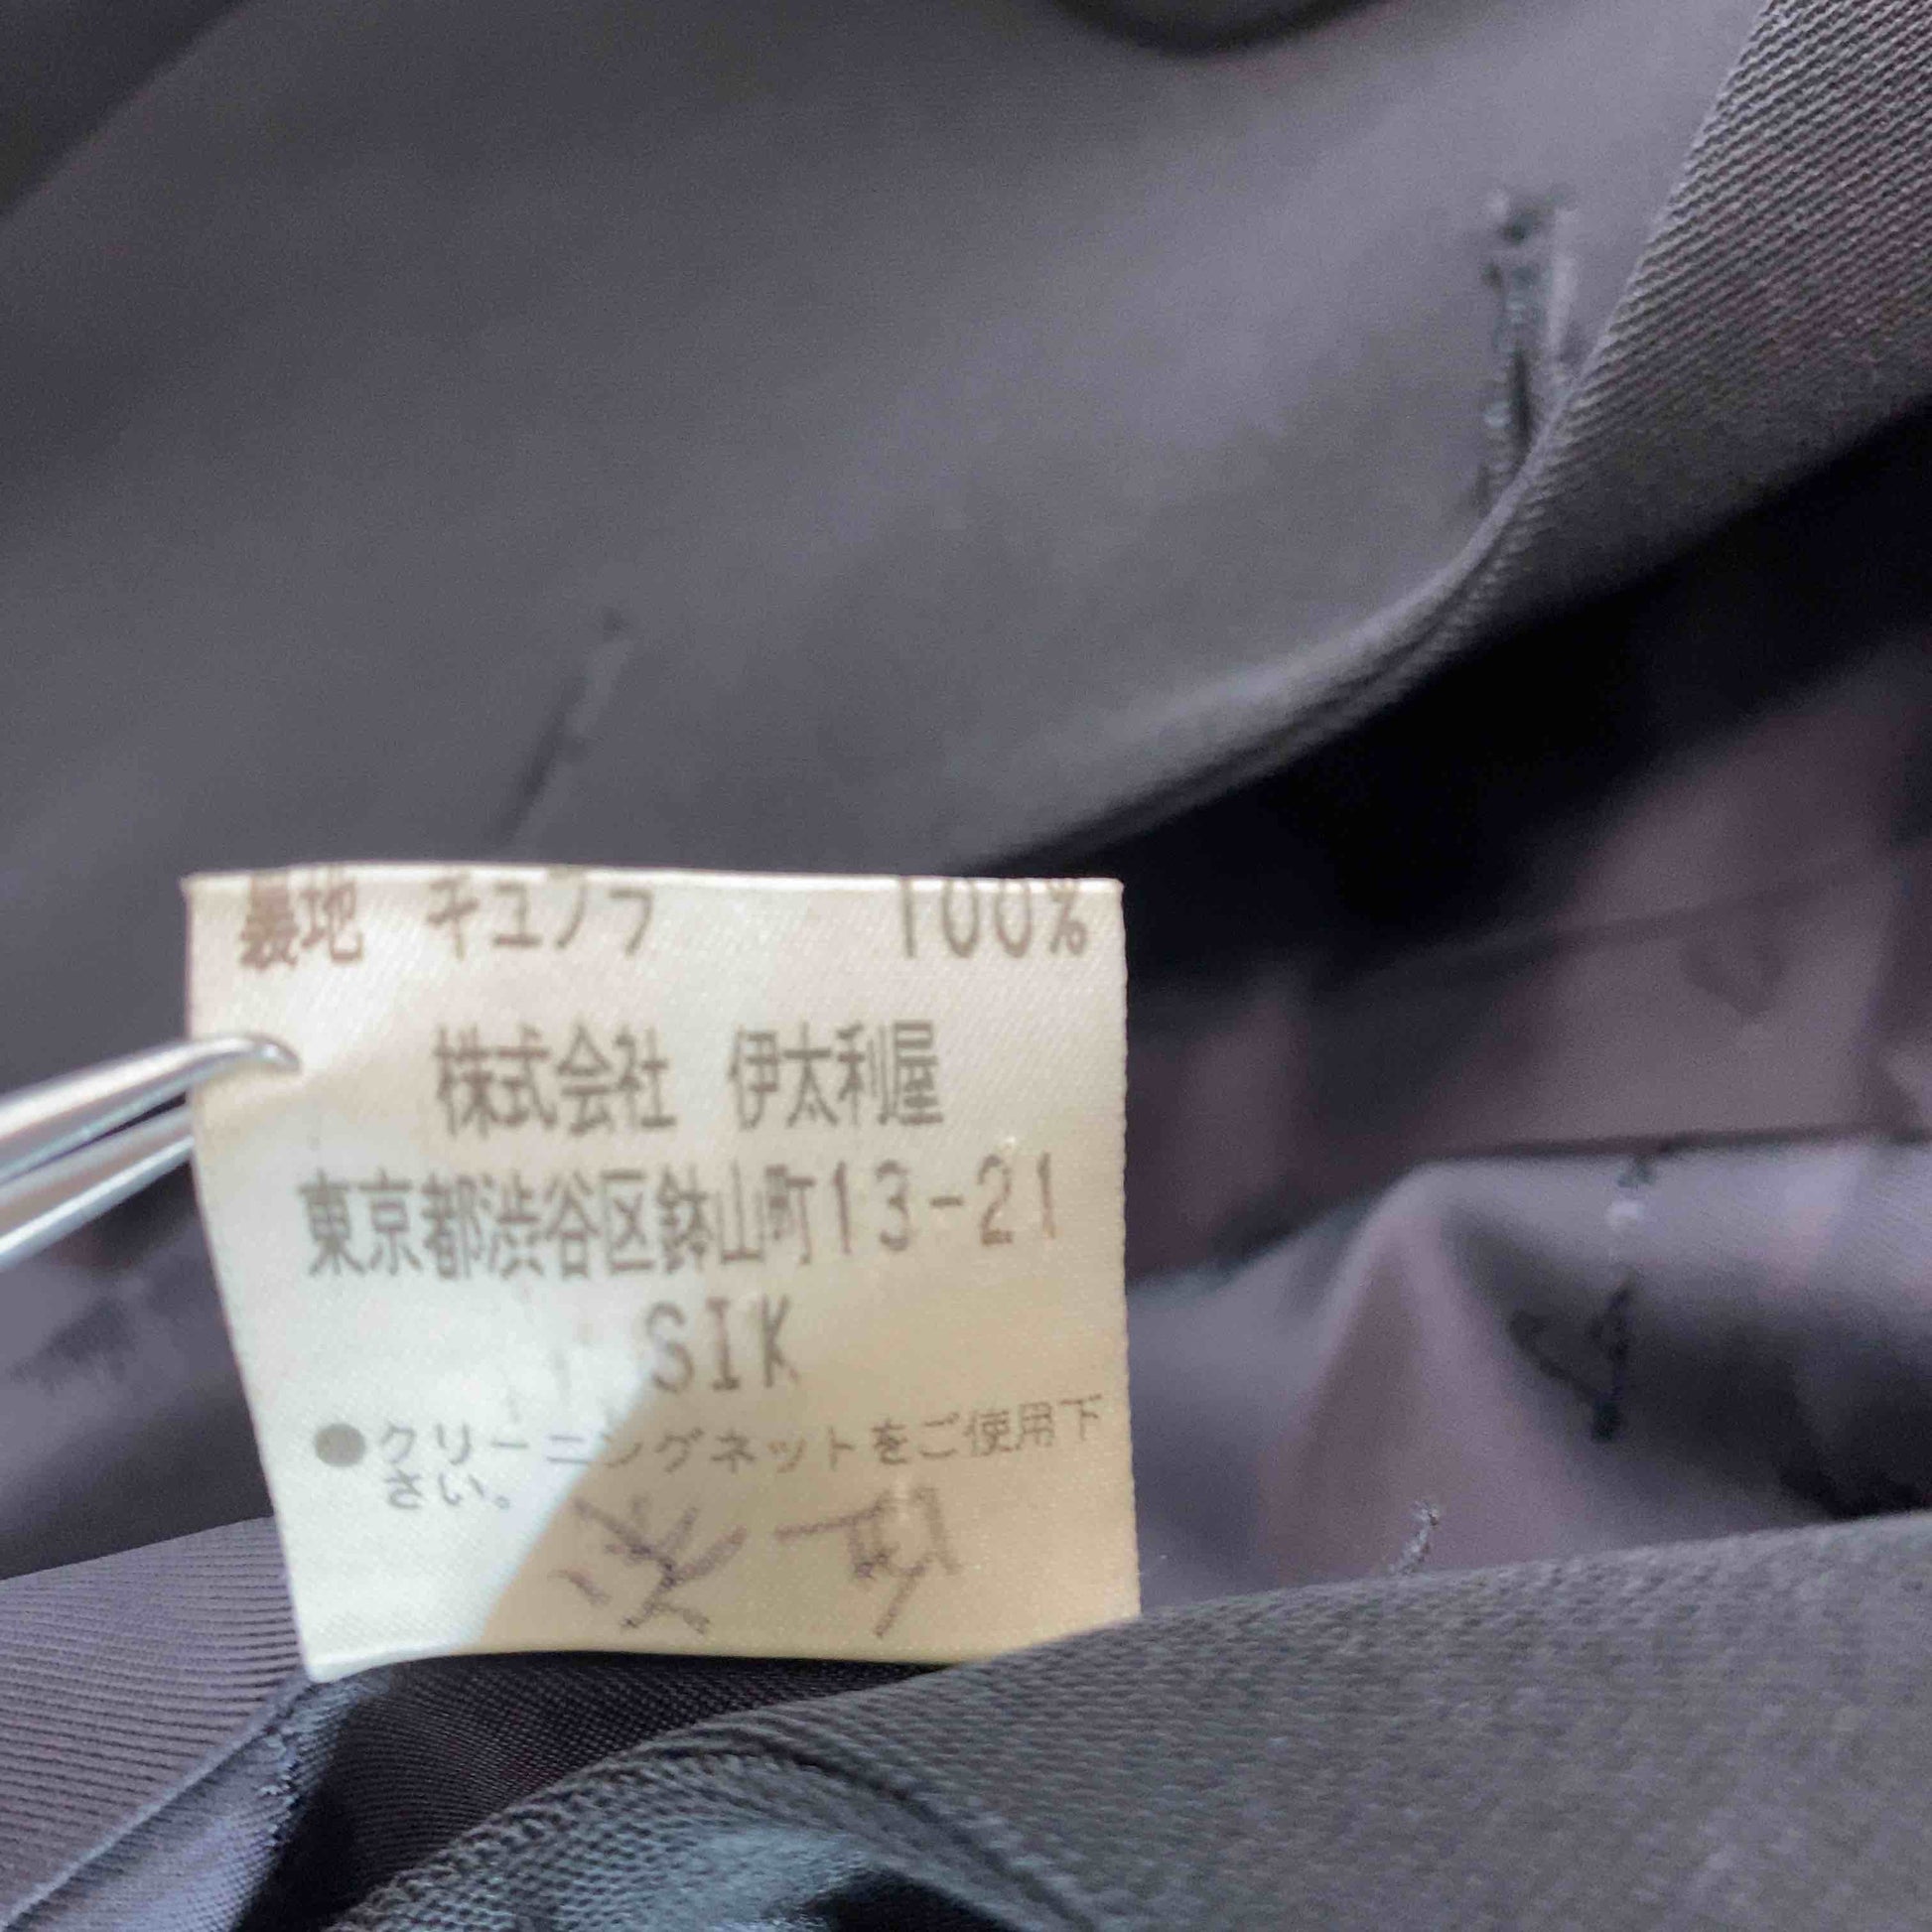 裏地 キュプラ 100%
株式会社 伊太利屋
東京都渋谷区鉢山町13-21
SIK
●クリーニングネットをご使用下
さい。